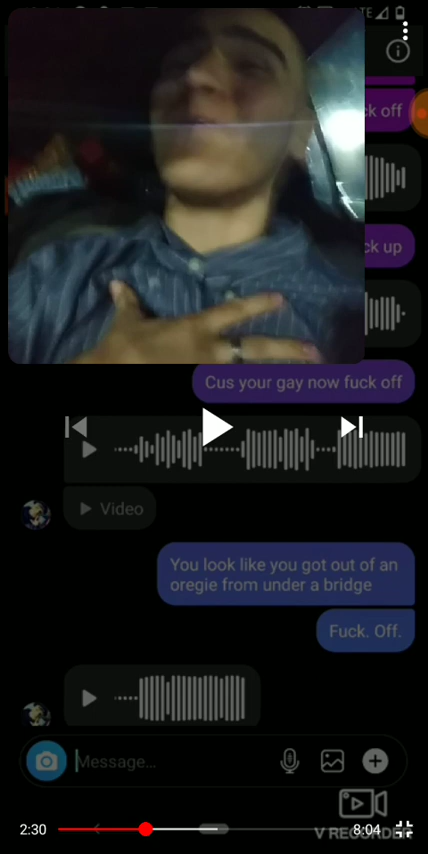 TE
ck off
ck up
Cus your gay now fuck off
Video
You look like you got out of an
oregie from under a bridge
Fuck. Off.
Message...
V RECORDER
2:30
8:04